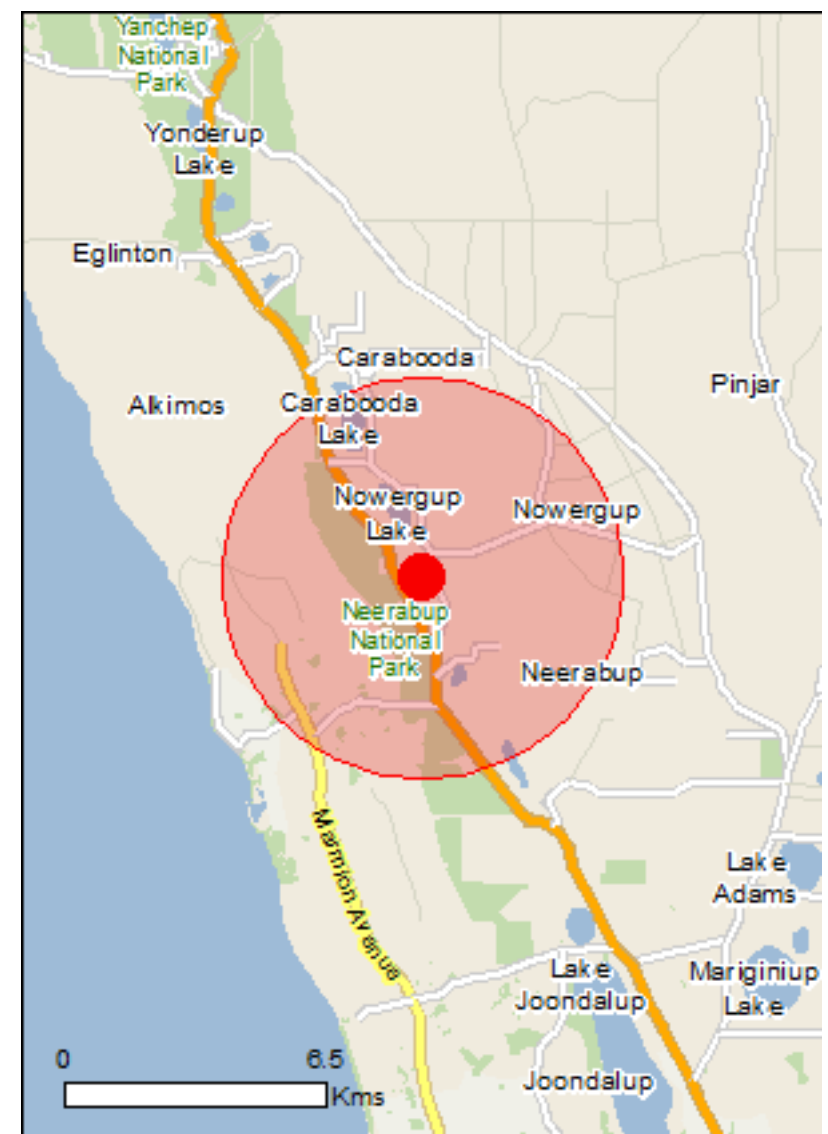 Yanchep
National
Park
Yonderup
Lake
Eglinton
Carabooda
Pinjar
Alkimos
Carabooda
Lake
Nowergup
Lake
Nowergup
Neerabup
National
Park
Neerabup
Marmion Avenue
Lake
Adams
Lake
Joondalup
Mariginiup
Lake
Joondalup
0 6.5
Kms